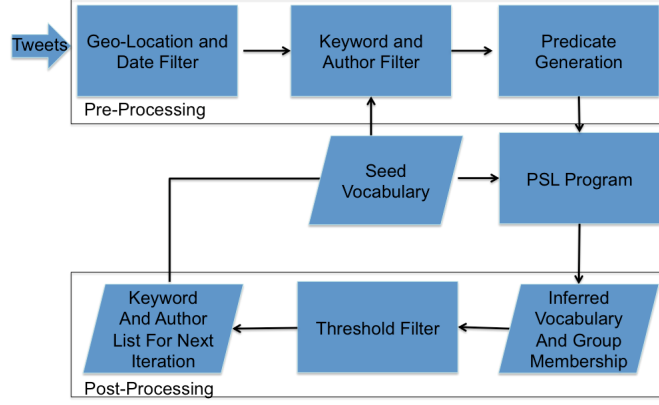 Tweets
Geo-Location and
Date Filter
Keyword and
Author Filter
Predicate
Generation
Pre-Processing
Seed
Vocabulary
PSL Program
Keyword
And Author
List For Next
Iteration
Threshold Filter
Inferred
Vocabulary
And Group
Membership
Post-Processing